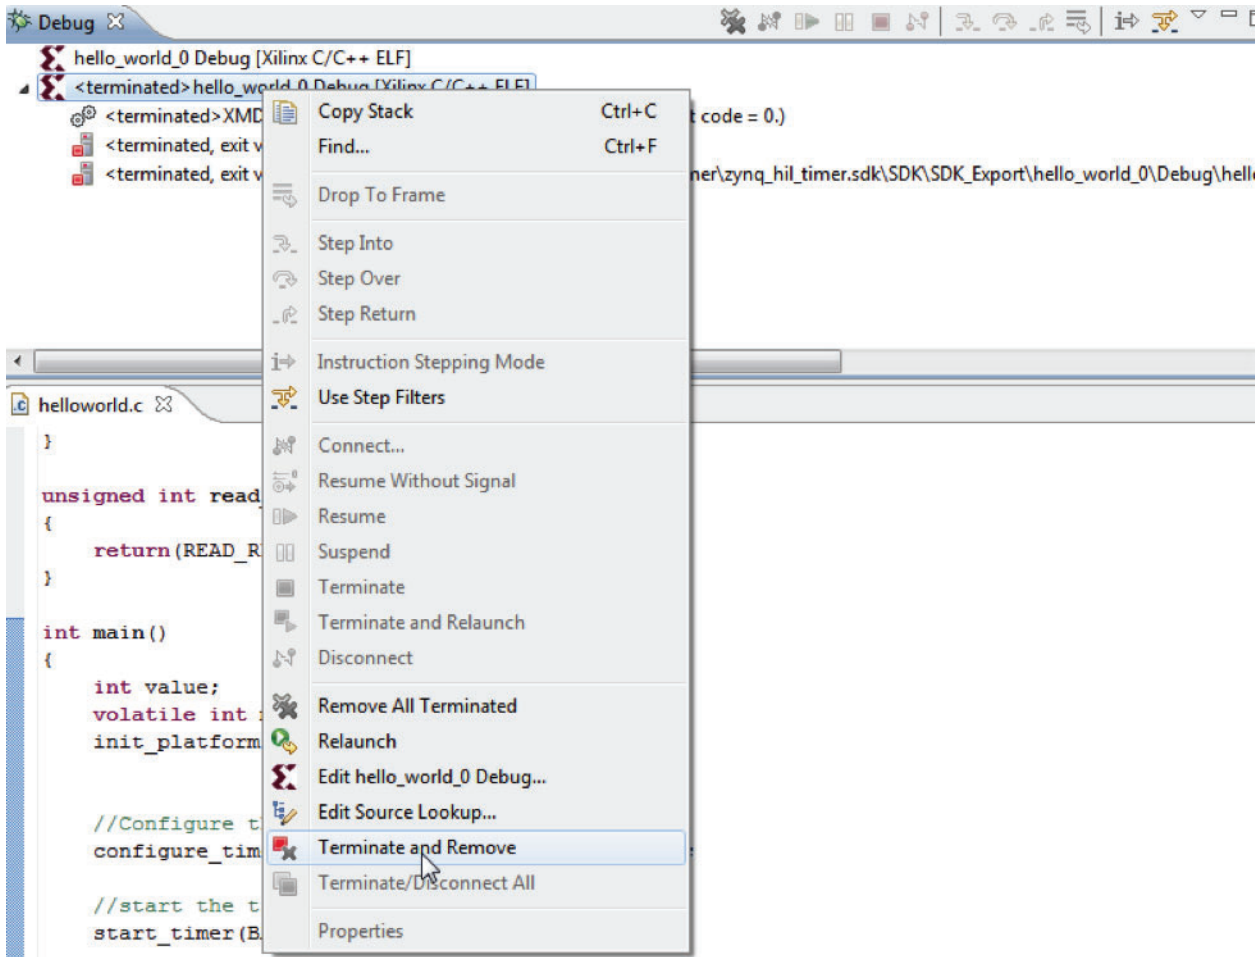 Debug
hello_world_0 Debug [Xilinx C/C++ ELF]
<terminated>hello_world_0 Debug [Xilinx C/C++ ELF]
<terminated>XMD t code = 0.)
<terminated, exit v
<terminated, exit v ner\zynq_hil_timer.sdk\SDK\SDK_Export\hello_world_0\Debug\hell
Copy Stack Ctrl+C
Find... Ctrl+F
Drop To Frame
Step Into
Step Over
Step Return
Instruction Stepping Mode
Use Step Filters
Connect...
Resume Without Signal
Resume
Suspend
Terminate
Terminate and Relaunch
Disconnect
Remove All Terminated
Relaunch
Edit hello_world_0 Debug...
Edit Source Lookup...
Terminate and Remove
Terminate/Disconnect All
Properties
helloworld.c
}
unsigned int read_
{
return(READ_R
}
int main()
{
int value;
volatile int
init_platform
//Configure t
configure_tim
//start the t
start_timer(B